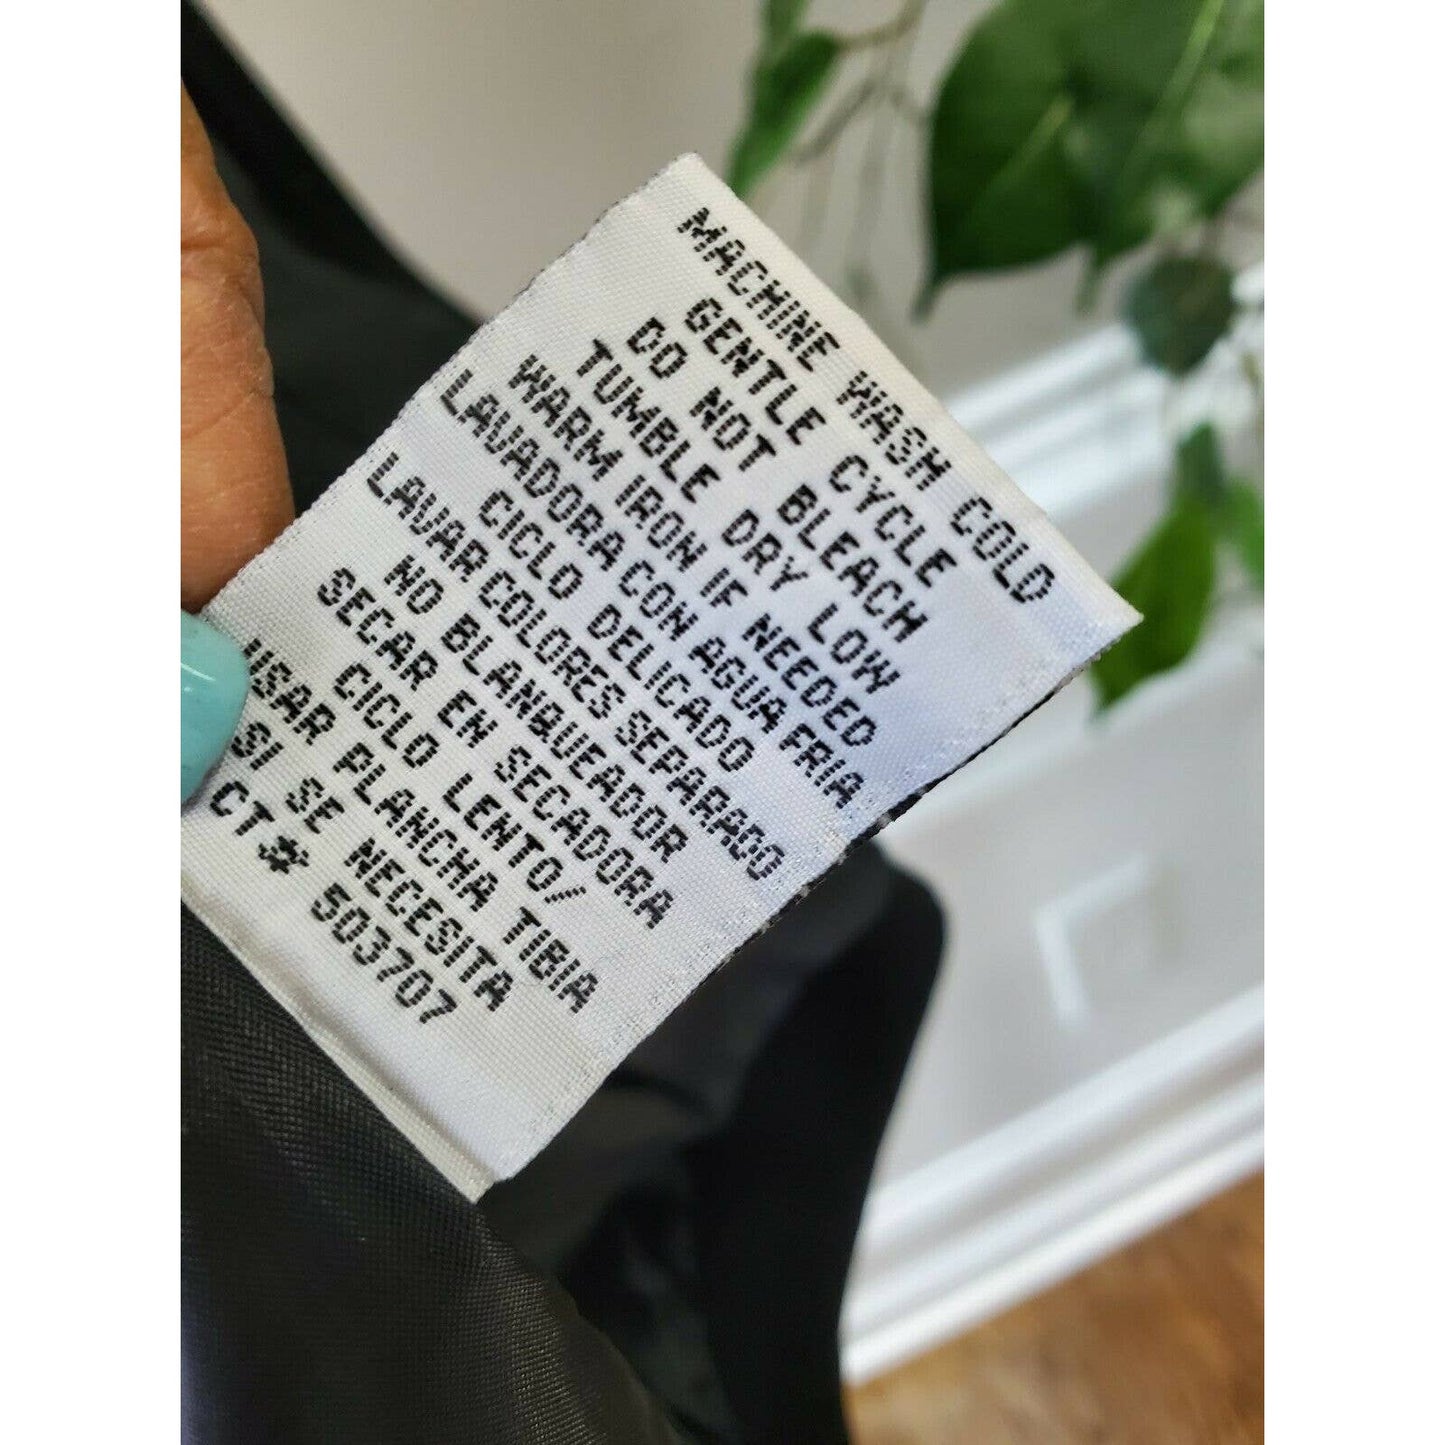 MACHINE WASH COLD
GENTLE CYCLE
DO NOT BLEACH
TUMBLE DRY LOW
WARM IRON IF NEEDED
LAVADORA CON AGUA FRIA
CICLO DELICADO
LAVAR COLORES SEPARADO
NO BLANBUEADOR
SECAR EN SECADORA
CICLO LENTO/
USAR PLANCHA TIBIA
SI SE NECESITA
CT# 503707